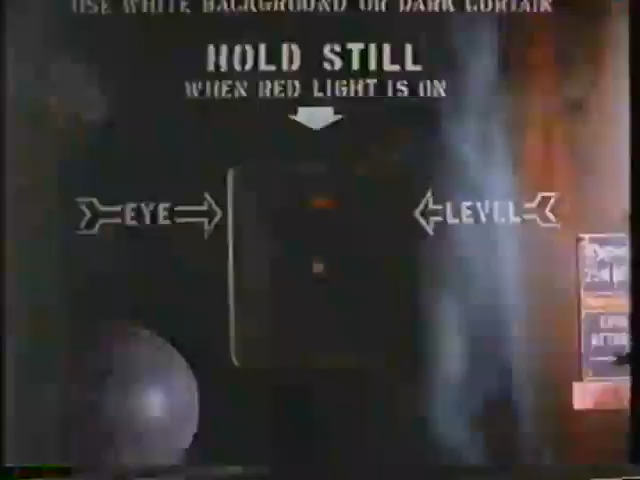 USE WHITE BACKGROUND OR DARK CURTAIN
HOLD STILL
WHEN RED LIGHT IS ON
EYE LEVEL